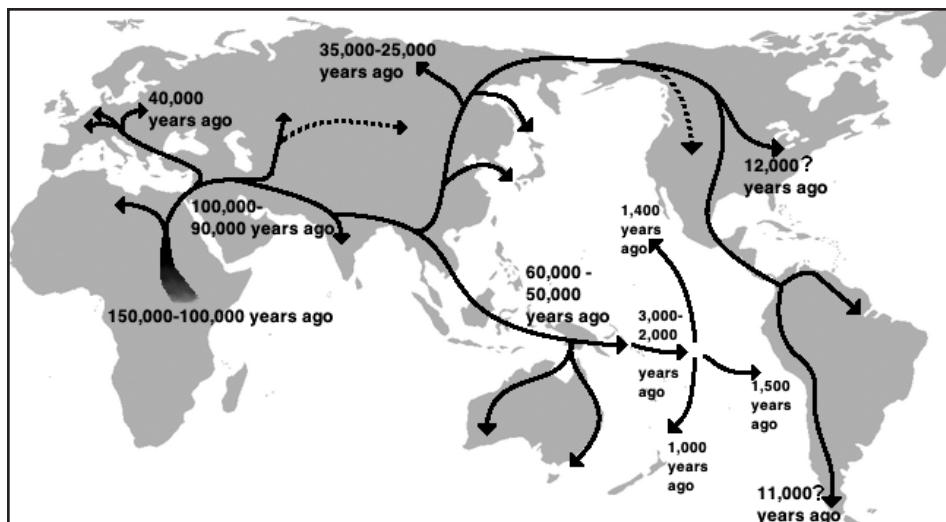 35,000-25,000
years ago
40,000
years ago
12,000?
years ago
100,000-
90,000 years ago
1,400
years
ago
60,000 -
50,000
years ago
150,000-100,000 years ago
3,000-
2,000
years
ago
1,500
years
ago
1,000
years
ago
11,000?
years ago